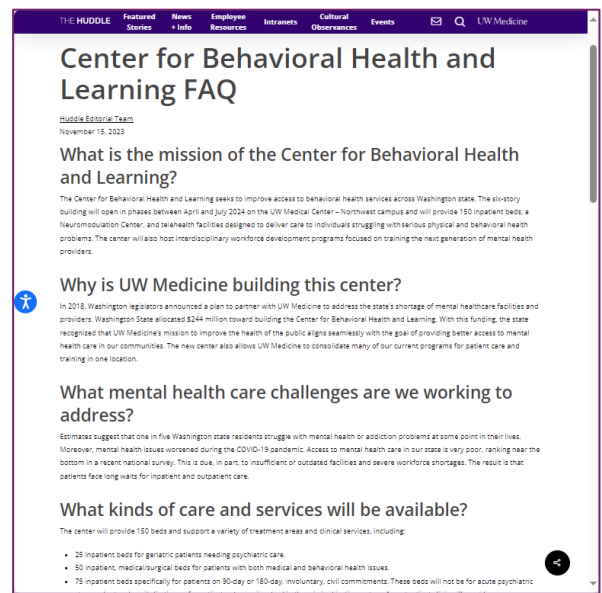 THE HUDDLE Featured Stories News + Info Employee Resources Intranets Cultural Observances Events UW Medicine
Center for Behavioral Health and
Learning FAQ
Huddle Editorial Team
November 15, 2023
What is the mission of the Center for Behavioral Health
and Learning?
The Center for Behavioral Health and Learning seeks to improve access to behavioral health services across Washington state. The six-story
building will open in phases between April and July 2024 on the UW Medical Center – Northwest campus and will provide 150 inpatient beds, a
Neuromodulation Center, and telehealth facilities designed to deliver care to individuals struggling with serious physical and behavioral health
problems. The center will also host interdisciplinary workforce development programs focused on training the next generation of mental health
providers.
Why is UW Medicine building this center?
In 2018, Washington legislators announced a plan to partner with UW Medicine to address the state's shortage of mental healthcare facilities and
providers. Washington State allocated $244 million toward building the Center for Behavioral Health and Learning. With this funding, the state
recognized that UW Medicine's mission to improve the health of the public aligns seamlessly with the goal of providing better access to mental
health care in our communities. The new center also allows UW Medicine to consolidate many of our current programs for patient care and
training in one location.
What mental health care challenges are we working to
address?
Estimates suggest that one in five Washington state residents struggle with mental health or addiction problems at some point in their lives.
Moreover, mental health issues worsened during the COVID-19 pandemic. Access to mental health care in our state is very poor, ranking near the
bottom in a recent national survey. This is due, in part, to insufficient or outdated facilities and severe workforce shortages. The result is that
patients face long waits for inpatient and outpatient care.
What kinds of care and services will be available?
The center will provide 150 beds and support a variety of treatment areas and clinical services, including:
• 25 inpatient beds for geriatric patients needing psychiatric care.
• 50 inpatient, medical/surgical beds for patients with both medical and behavioral health issues.
• 75 inpatient beds specifically for patients on 90-day or 180-day, involuntary, civil commitments. These beds will not be for acute psychiatric